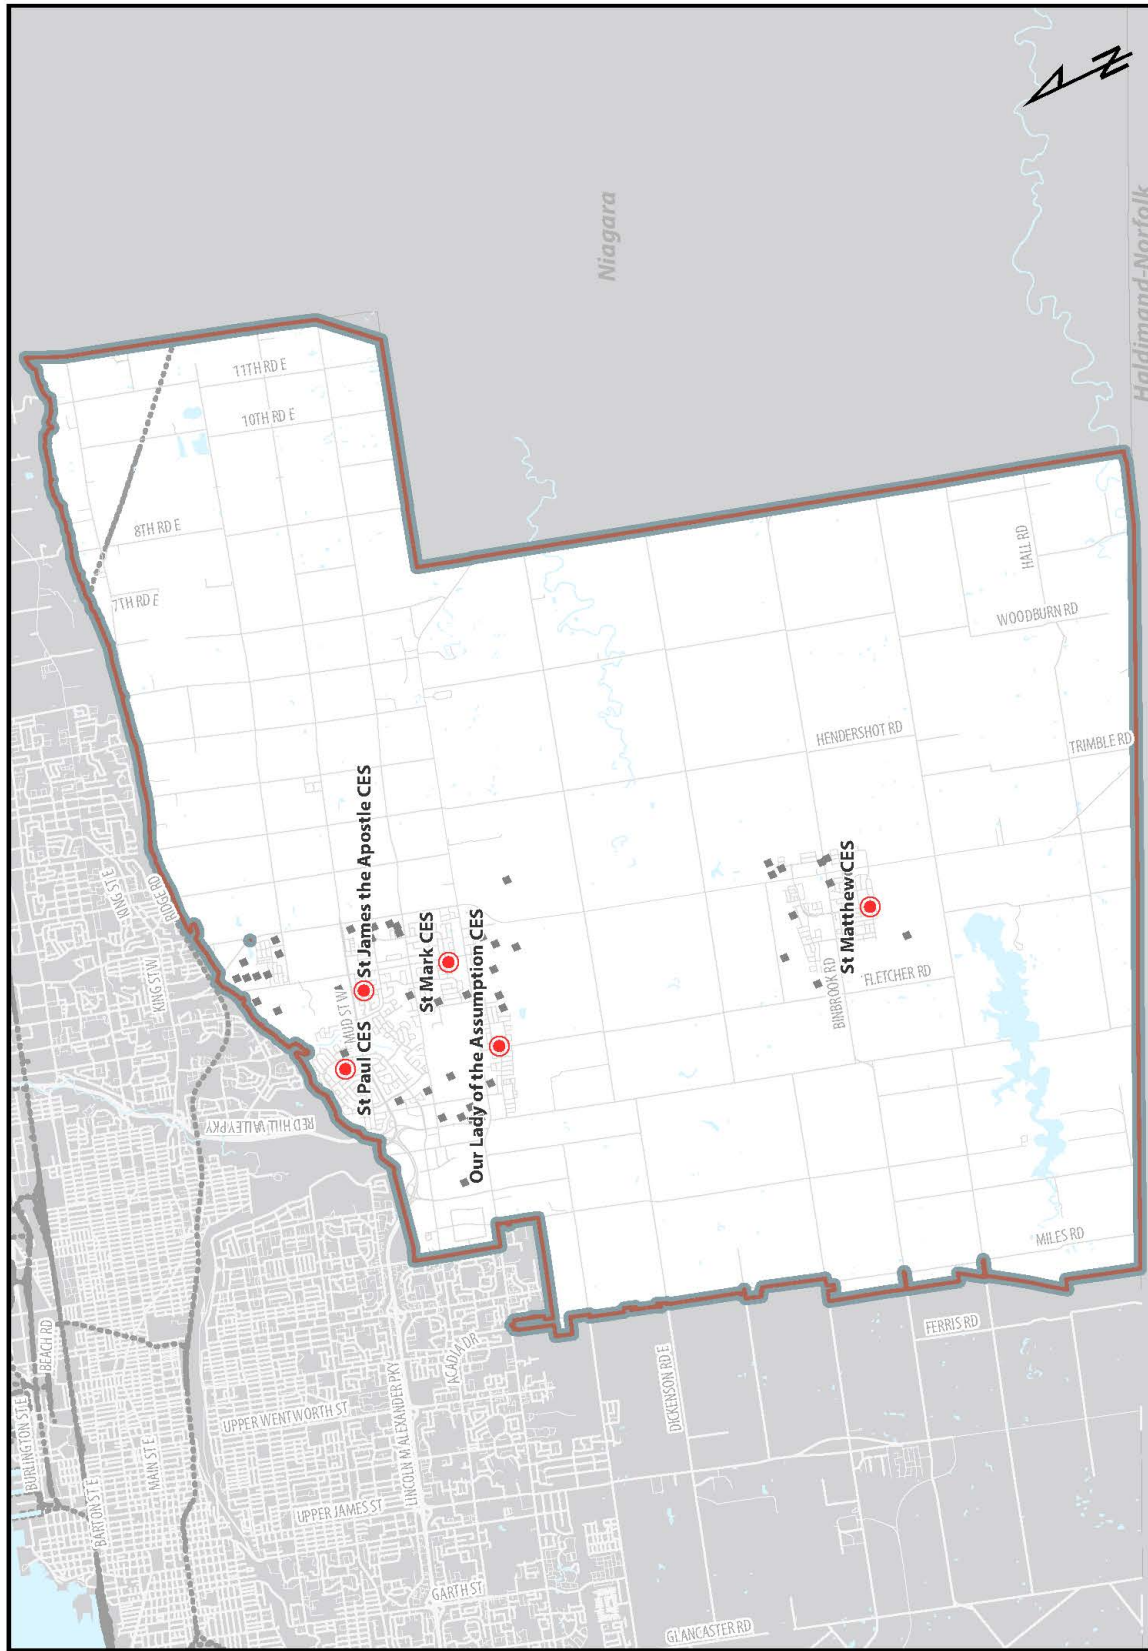 N
Niagara
Haldimand-Norfolk
11TH RD E
10TH RD E
8TH RD E
7TH RD E
HALL RD
WOODBURN RD
HENDERSHOT RD
TRIMBLE RD
KING ST E
RIDGE RD
KING ST W
St James the Apostle CES
MUD ST W
St Paul CES
St Mark CES
Our Lady of the Assumption CES
St Matthew CES
BINBROOK RD
FLETCHER RD
RED HILL VALLEY PKY
MILES RD
FERRIS RD
BURLINGTON ST E
BEACH RD
BARTON ST E
MAIN ST E
UPPER WENTWORTH ST
UPPER JAMES ST
LINCOLN M ALEXANDER PKY
ACADIA DR
GARTH ST
DICKENSON RD E
GLANCASTER RD